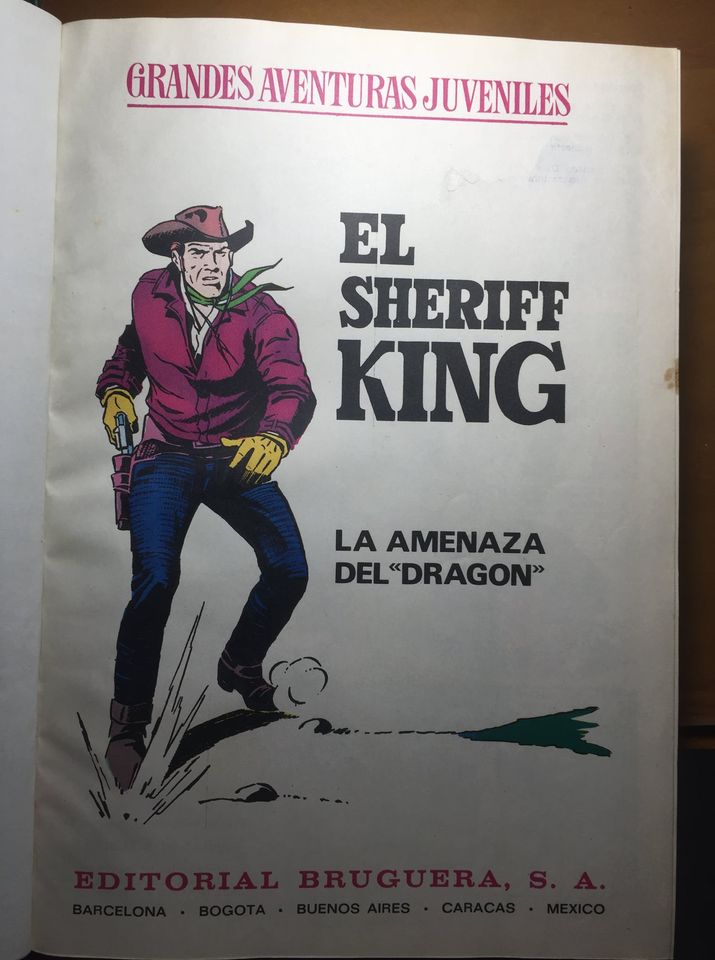 GRANDES AVENTURAS JUVENILES
EL
SHERIFF
KING
LA AMENAZA
DEL «DRAGON»
EDITORIAL BRUGUERA, S. A.
BARCELONA · BOGOTA · BUENOS AIRES · CARACAS · MEXICO